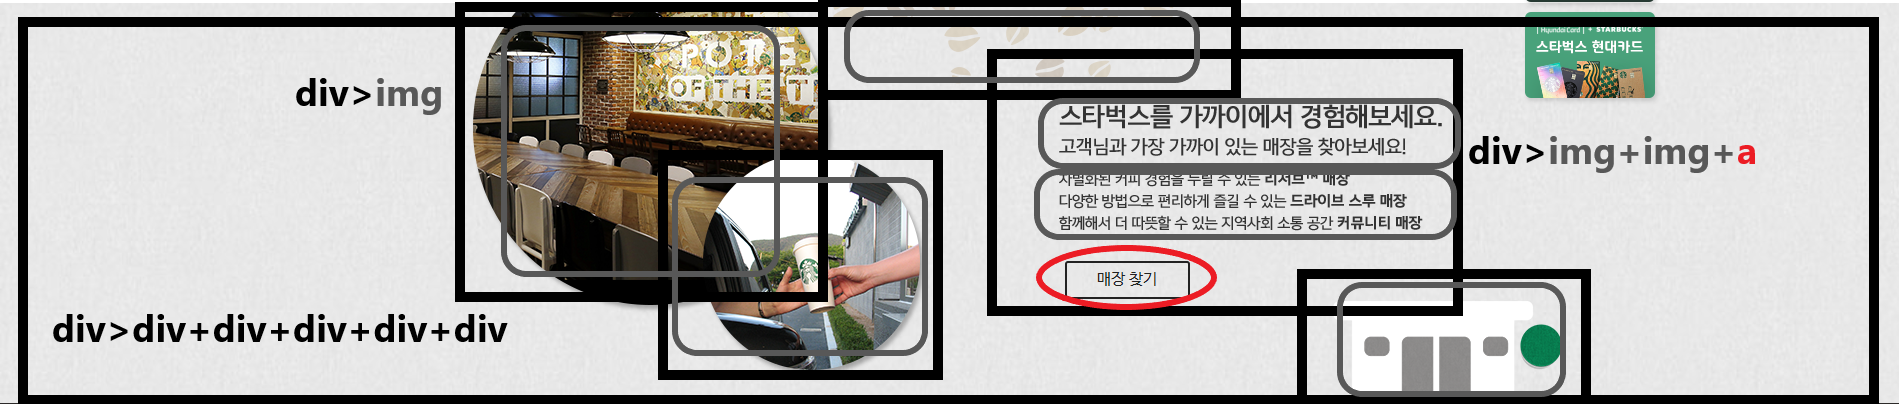 POTE
OF THE T
| Hyundai Card | + STARBUCKS
스타벅스 현대카드
div>img
스타벅스를 가까이에서 경험해보세요.
고객님과 가장 가까이 있는 매장을 찾아보세요!
div>img+img+a
차별화된 커피 경험을 누릴 수 있는 리저브™ 매장
다양한 방법으로 편리하게 즐길 수 있는 드라이브 스루 매장
함께해서 더 따뜻할 수 있는 지역사회 소통 공간 커뮤니티 매장
매장 찾기
div>div+div+div+div+div